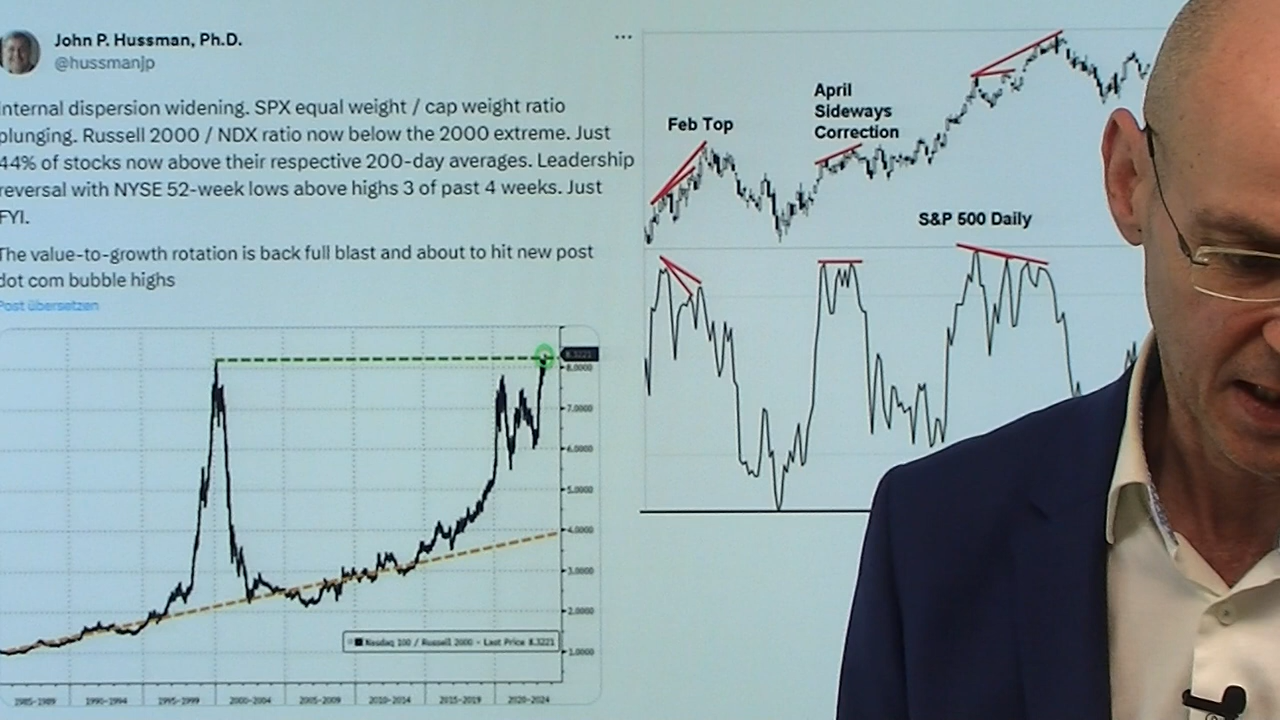 John P. Hussman, Ph.D.
@hussmanjp
...
Internal dispersion widening. SPX equal weight / cap weight ratio
plunging. Russell 2000 / NDX ratio now below the 2000 extreme. Just
44% of stocks now above their respective 200-day averages. Leadership
reversal with NYSE 52-week lows above highs 3 of past 4 weeks. Just
FYI.
The value-to-growth rotation is back full blast and about to hit new post
dot com bubble highs
Post übersetzen
8.3221
8.0000
7.0000
6.0000
5.0000
4.0000
3.0000
2.0000
1.0000
Nasdaq 100 / Russell 2000 - Last Price 8.3221
1985-1989 1990-1994 1995-1999 2000-2004 2005-2009 2010-2014 2015-2019 2020-2024
Feb Top
April
Sideways
Correction
S&P 500 Daily